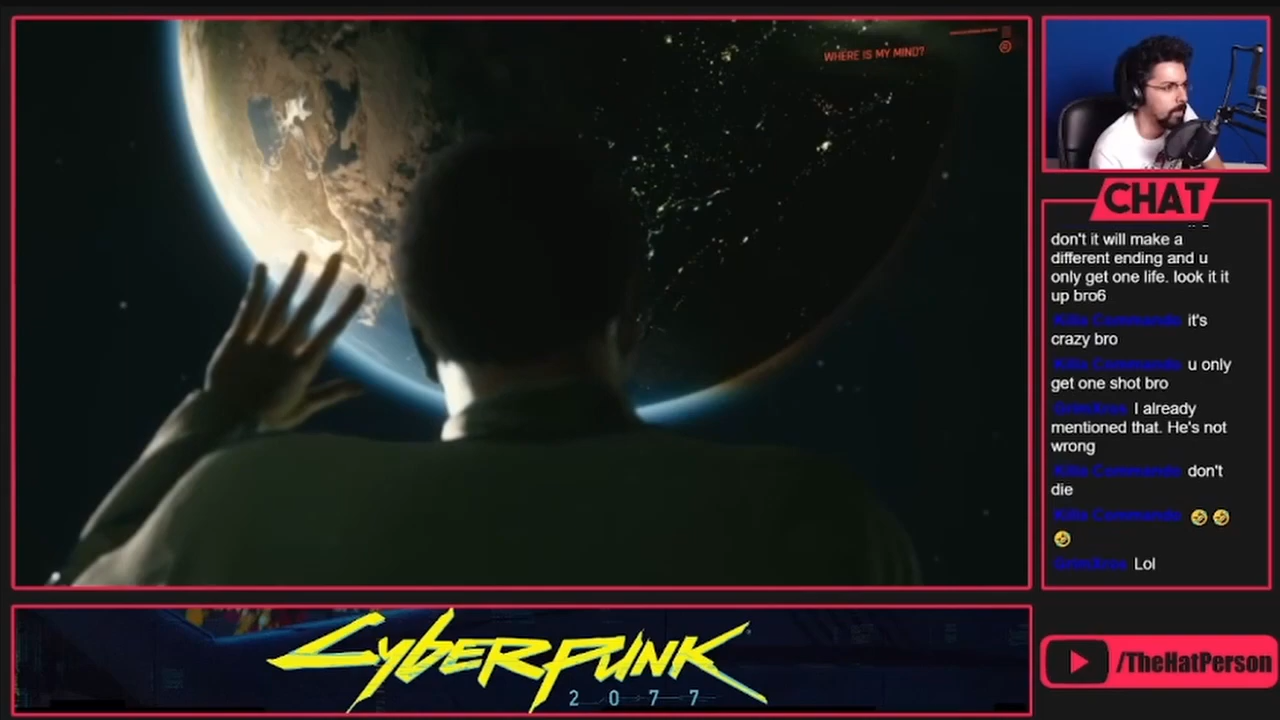 WHERE IS MY MIND?
CHAT
don't it will make a
different ending and u
only get one life. look it it
up bro6
it's
crazy bro
u only
get one shot bro
I already
mentioned that. He's not
wrong
don't
die
Lol
CYBERPUNK
2077
/TheHatPerson